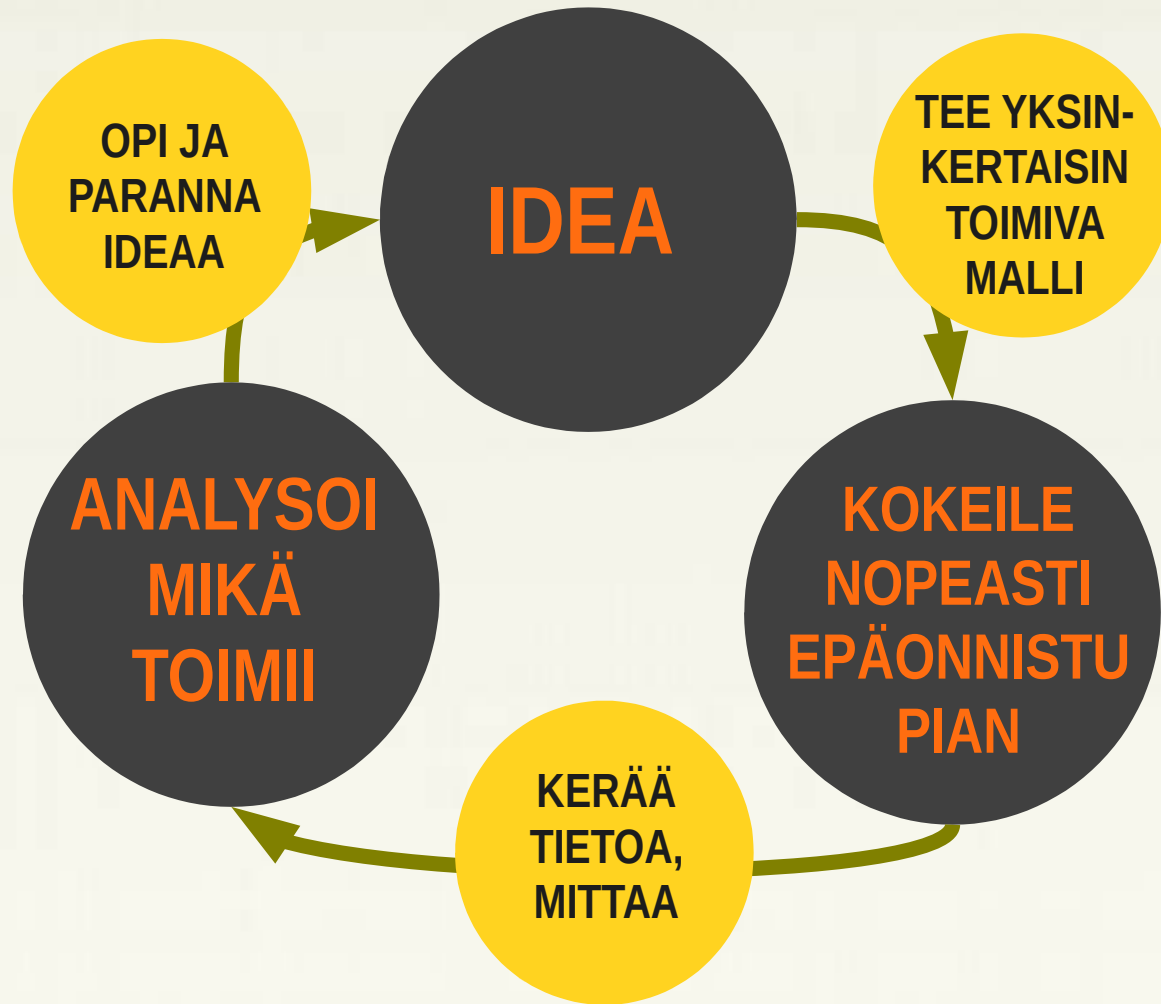 IDEA
TEE YKSIN-
KERTAISIN
TOIMIVA
MALLI
KOKEILE
NOPEASTI
EPÄONNISTU
PIAN
KERÄÄ
TIETOA,
MITTAA
ANALYSOI
MIKÄ
TOIMII
OPI JA
PARANNA
IDEAA